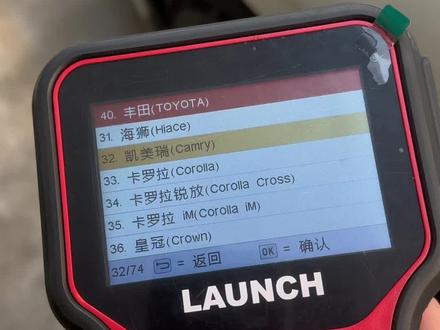 40. 丰田(TOYOTA)
31. 海狮(Hiace)
32. 凯美瑞(Camry)
33. 卡罗拉(Corolla)
34. 卡罗拉锐放(Corolla Cross)
35. 卡罗拉 iM(Corolla iM)
36. 皇冠(Crown)
32/74 = 返回 OK = 确认
LAUNCH